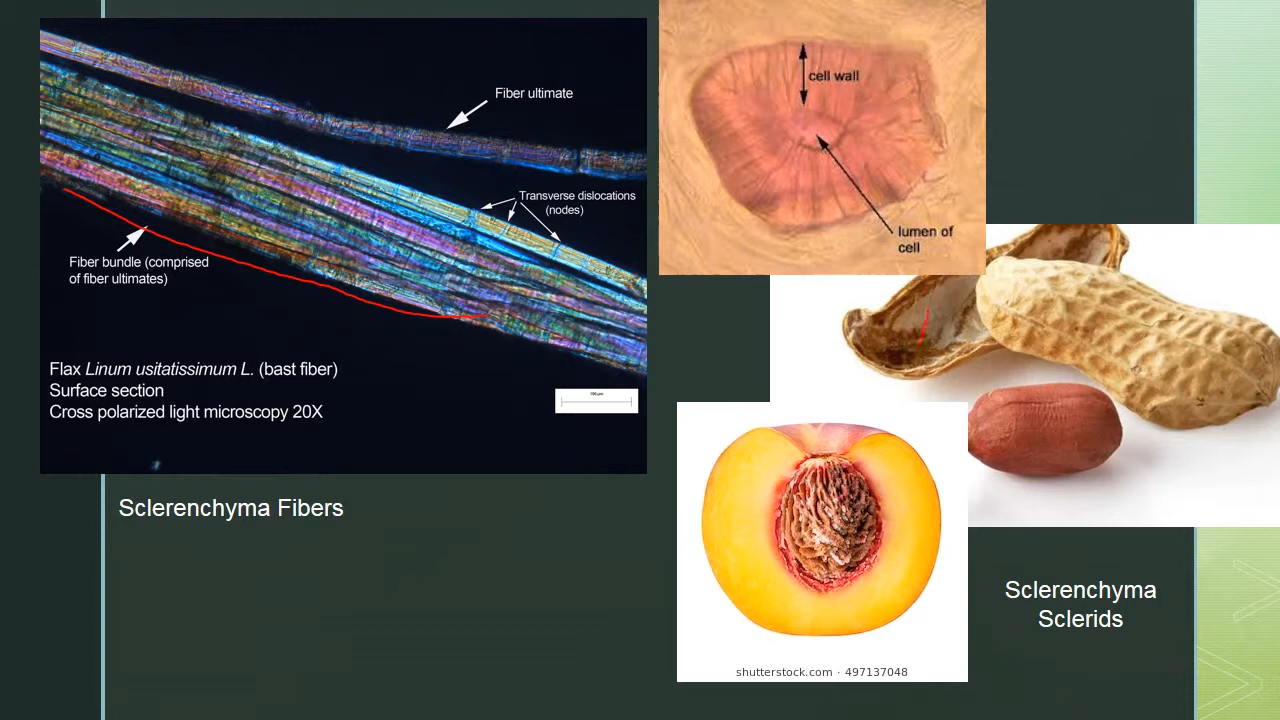 Fiber ultimate
Transverse dislocations
(nodes)
Fiber bundle (comprised
of fiber ultimates)
Flax Linum usitatissimum L. (bast fiber)
Surface section
Cross polarized light microscopy 20X
Sclerenchyma Fibers
cell wall
lumen of
cell
shutterstock.com · 497137048
Sclerenchyma
Sclerids